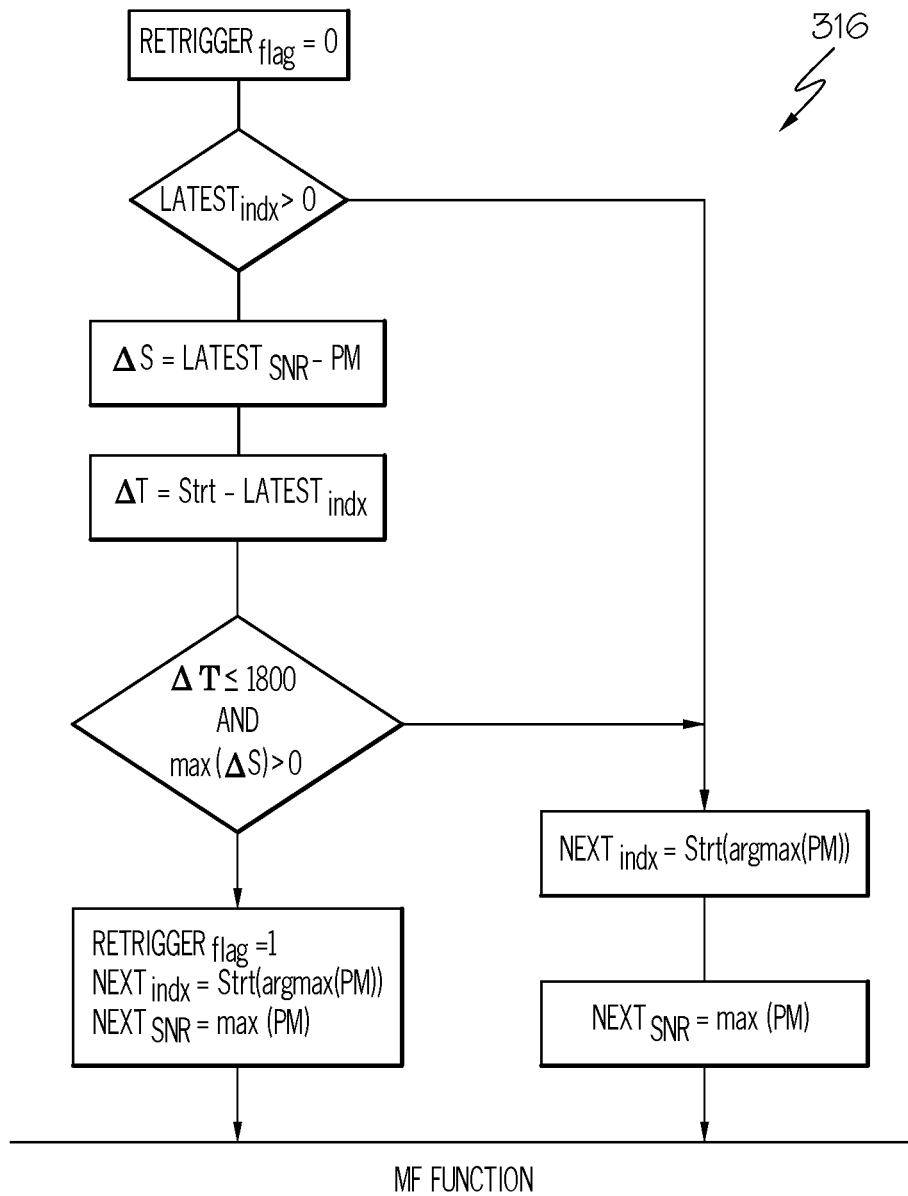 RETRIGGER flag = 0
316
LATEST indx > 0
Δ S = LATEST SNR - PM
ΔT = Strt - LATEST indx
Δ T ≤ 1800
AND
max (ΔS) > 0
NEXT indx = Strt(argmax(PM))
RETRIGGER flag =1
NEXT indx = Strt(argmax(PM))
NEXT SNR = max (PM)
NEXT SNR = max (PM)
MF FUNCTION